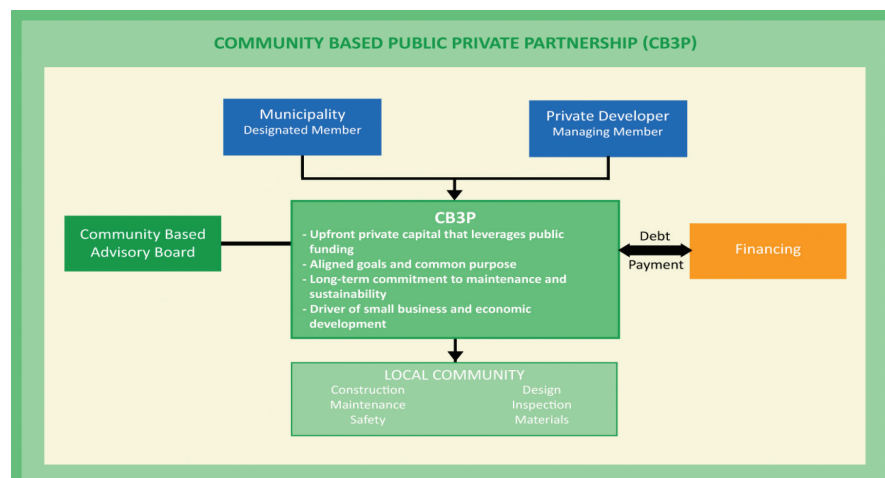 COMMUNITY BASED PUBLIC PRIVATE PARTNERSHIP (CB3P)
Municipality
Designated Member
Private Developer
Managing Member
Community Based
Advisory Board
CB3P
- Upfront private capital that leverages public
funding
- Aligned goals and common purpose
- Long-term commitment to maintenance and
sustainability
- Driver of small business and economic
development
Debt
Payment
Financing
LOCAL COMMUNITY
Construction
Design
Maintenance
Inspection
Safety
Materials